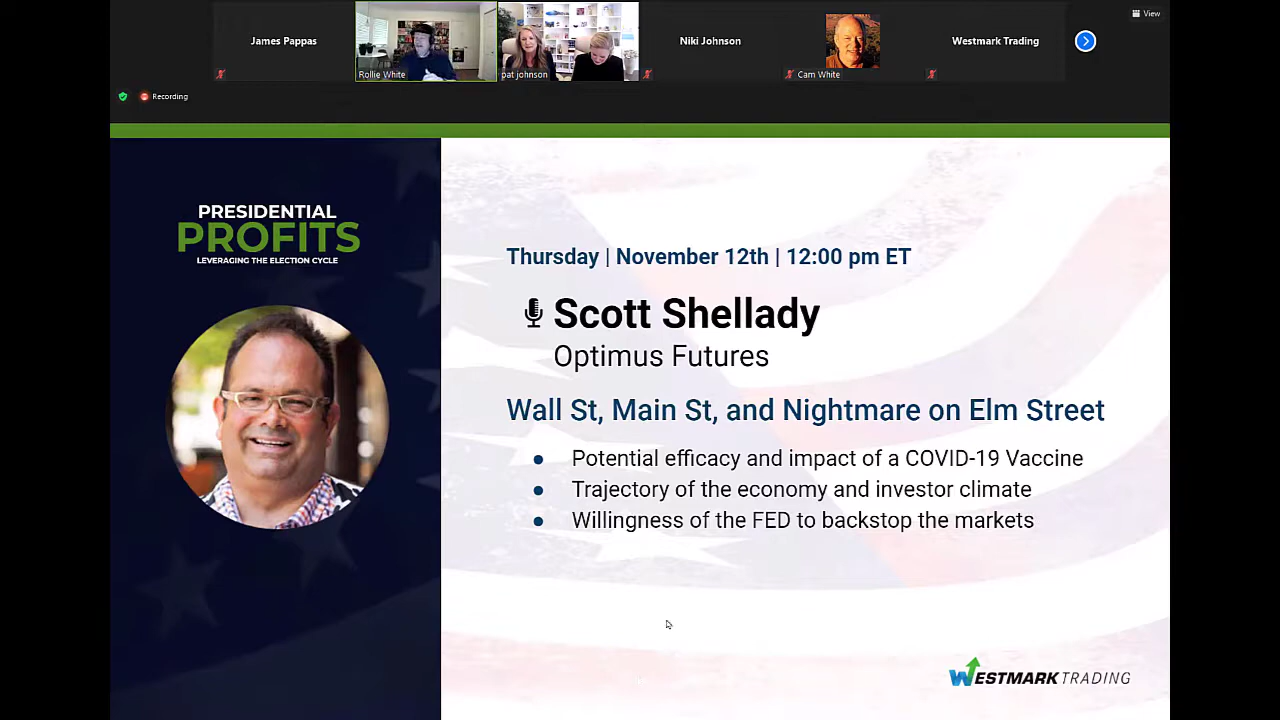 View
James Pappas
Rollie White
pat johnson
Niki Johnson
Cam White
Westmark Trading
Recording
PRESIDENTIAL
PROFITS
LEVERAGING THE ELECTION CYCLE
Thursday | November 12th | 12:00 pm ET
Scott Shellady
Optimus Futures
Wall St, Main St, and Nightmare on Elm Street
● Potential efficacy and impact of a COVID-19 Vaccine
● Trajectory of the economy and investor climate
● Willingness of the FED to backstop the markets
WESTMARK TRADING